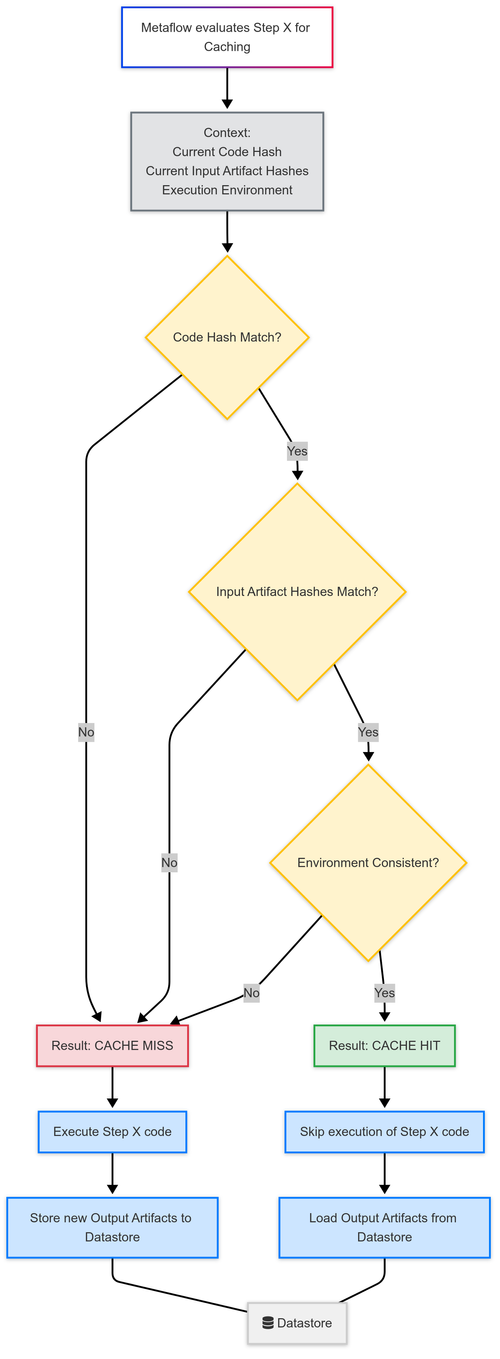 Metaflow evaluates Step X for
Caching
Context:
Current Code Hash
Current Input Artifact Hashes
Execution Environment
Code Hash Match?
Yes
Input Artifact Hashes Match?
No
Yes
No
Environment Consistent?
No
Yes
Result: CACHE MISS
Result: CACHE HIT
Execute Step X code
Skip execution of Step X code
Store new Output Artifacts to
Datastore
Load Output Artifacts from
Datastore
Datastore